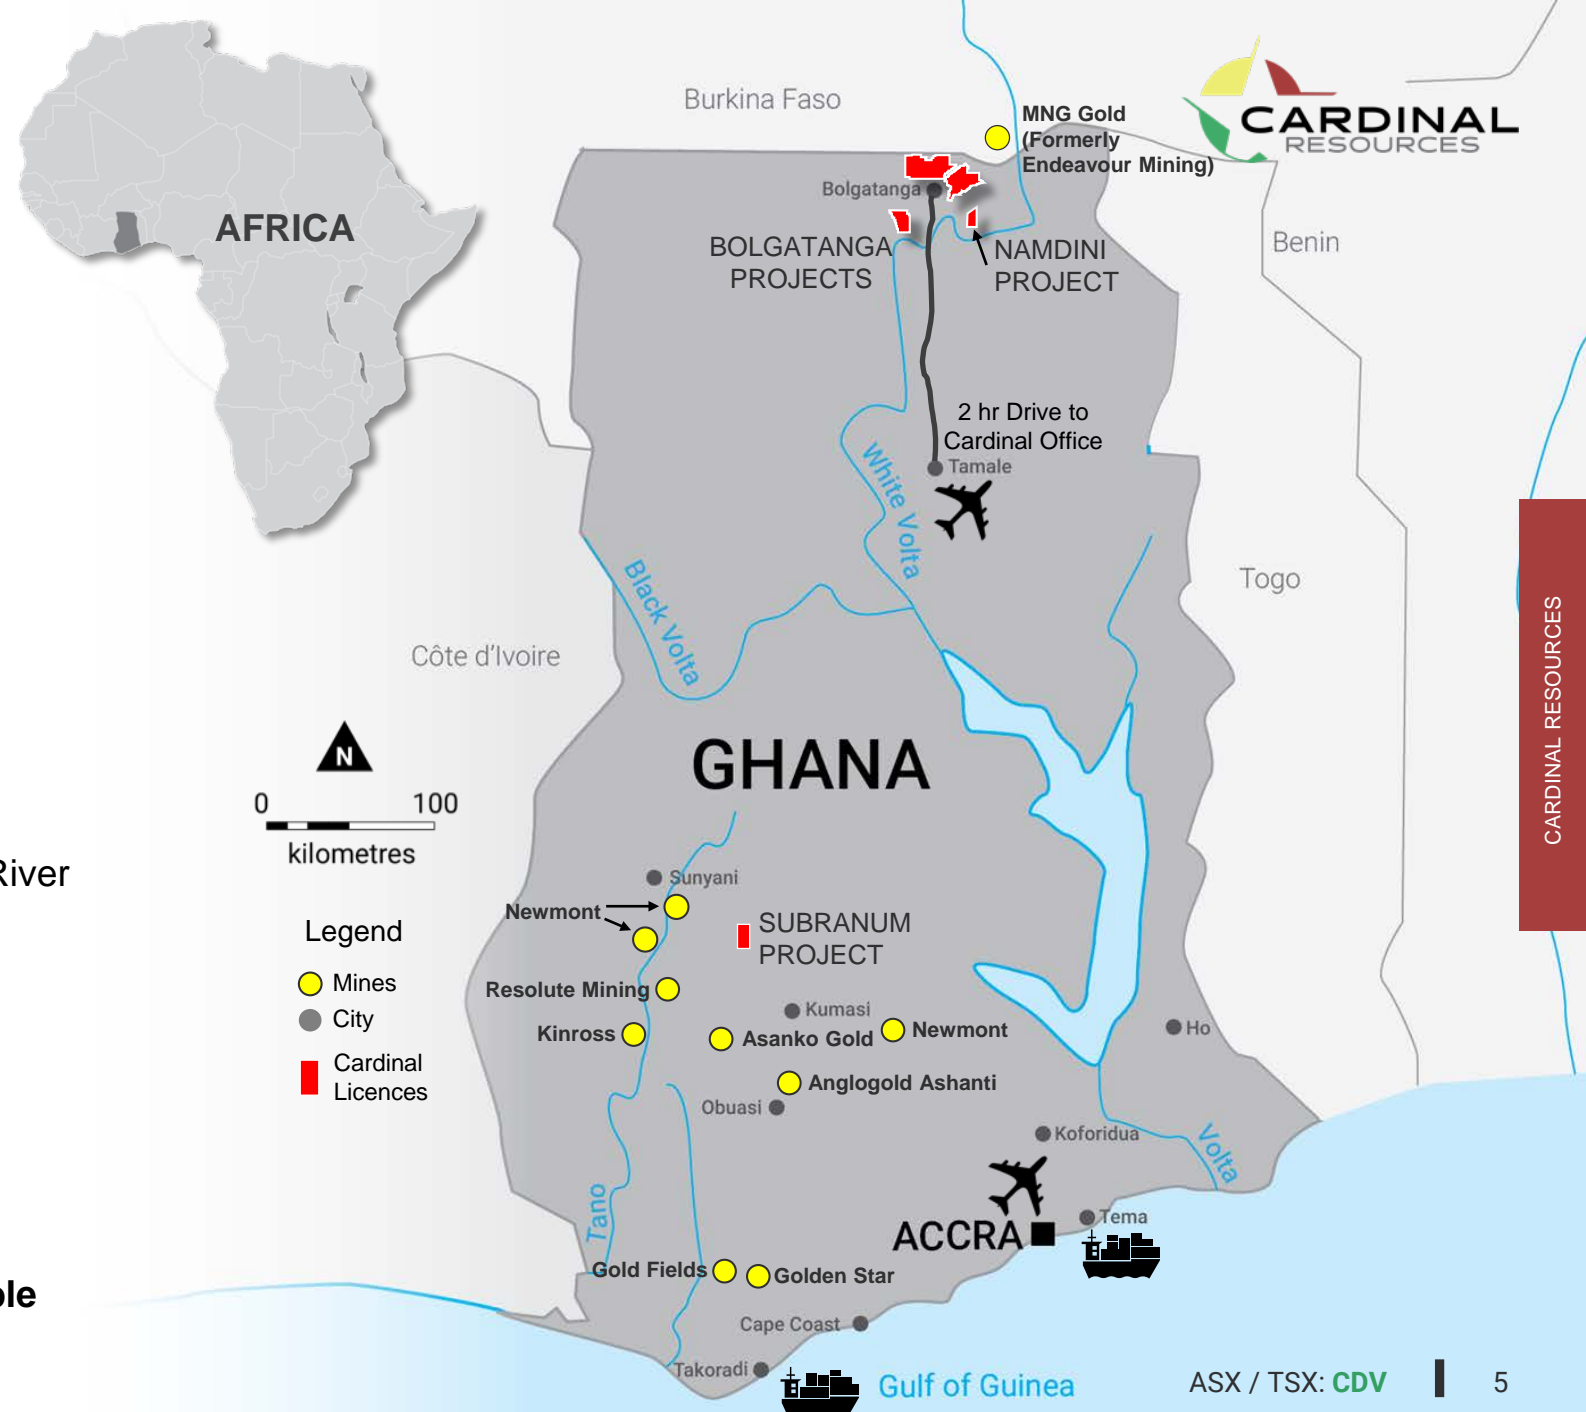 Burkina Faso
MNG Gold
(Formerly
Endeavour Mining)
CARDINAL
RESOURCES
AFRICA
Bolgatanga
BOLGATANGA
PROJECTS
NAMDINI
PROJECT
Benin
2 hr Drive to
Cardinal Office
Tamale
White Volta
Black Volta
Togo
Côte d'Ivoire
CARDINAL RESOURCES
N
GHANA
0 100
kilometres
River
Sunyani
Newmont
Legend
Mines
City
Cardinal
Licences
SUBRANUM
PROJECT
Resolute Mining
Kumasi
Kinross
Asanko Gold
Newmont
Ho
Anglogold Ashanti
Obuasi
Koforidua
Volta
Tano
ACCRA
Tema
Gold Fields
Golden Star
ble
Cape Coast
Takoradi
Gulf of Guinea
ASX / TSX: CDV 5